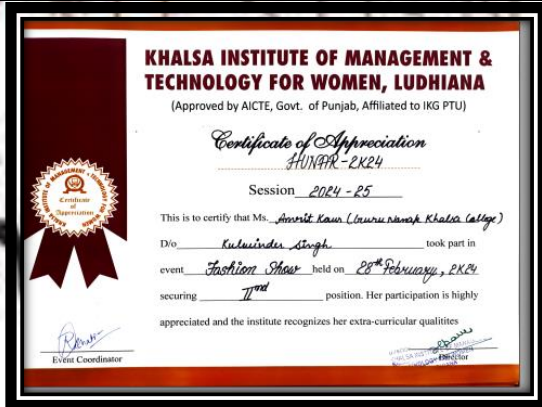 KHALSA INSTITUTE OF MANAGEMENT &
TECHNOLOGY FOR WOMEN, LUDHIANA
(Approved by AICTE, Govt. of Punjab, Affiliated to IKG PTU)
Certificate of Appreciation
HUNAR-2K24
Session 2024-25
This is to certify that Ms. Amrit Kaur (Guru Nanak Khalsa College)
D/o Kulwinder Singh took part in
event Fashion Show held on 28th February, 2K24
securing IInd position. Her participation is highly
appreciated and the institute recognizes her extra-curricular qualitites
Certificate
of
Appreciation
Event Coordinator
Director